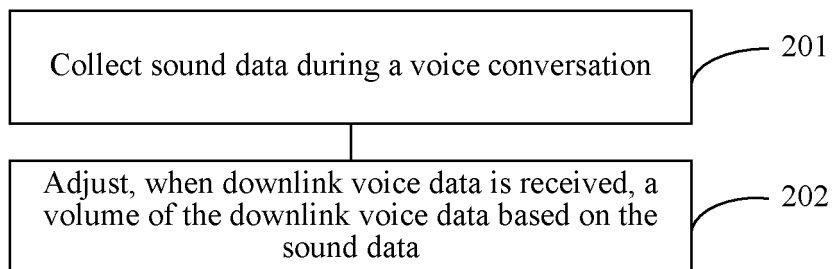 Collect sound data during a voice conversation
201
Adjust, when downlink voice data is received, a
volume of the downlink voice data based on the
sound data
202